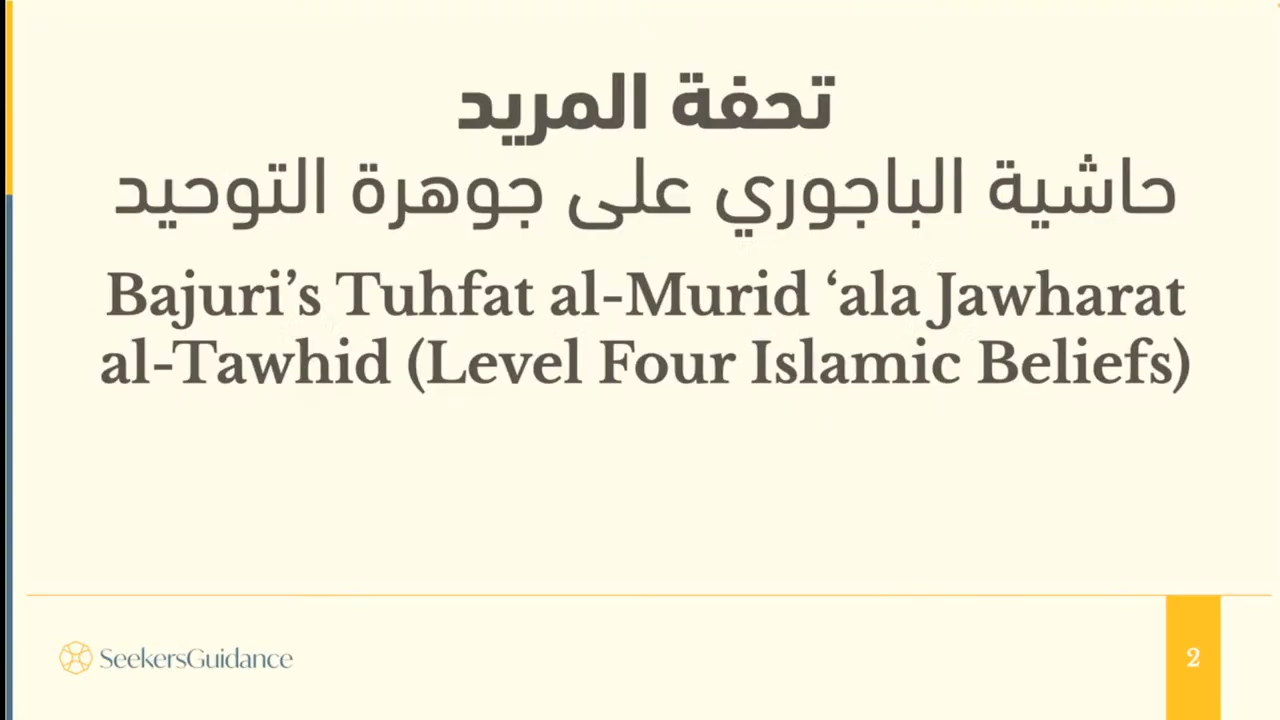 تحفة المريد
حاشية الباجوري على جوهرة التوحيد
Bajuri’s Tuhfat al-Murid ‘ala Jawharat
al-Tawhid (Level Four Islamic Beliefs)
SeekersGuidance
2